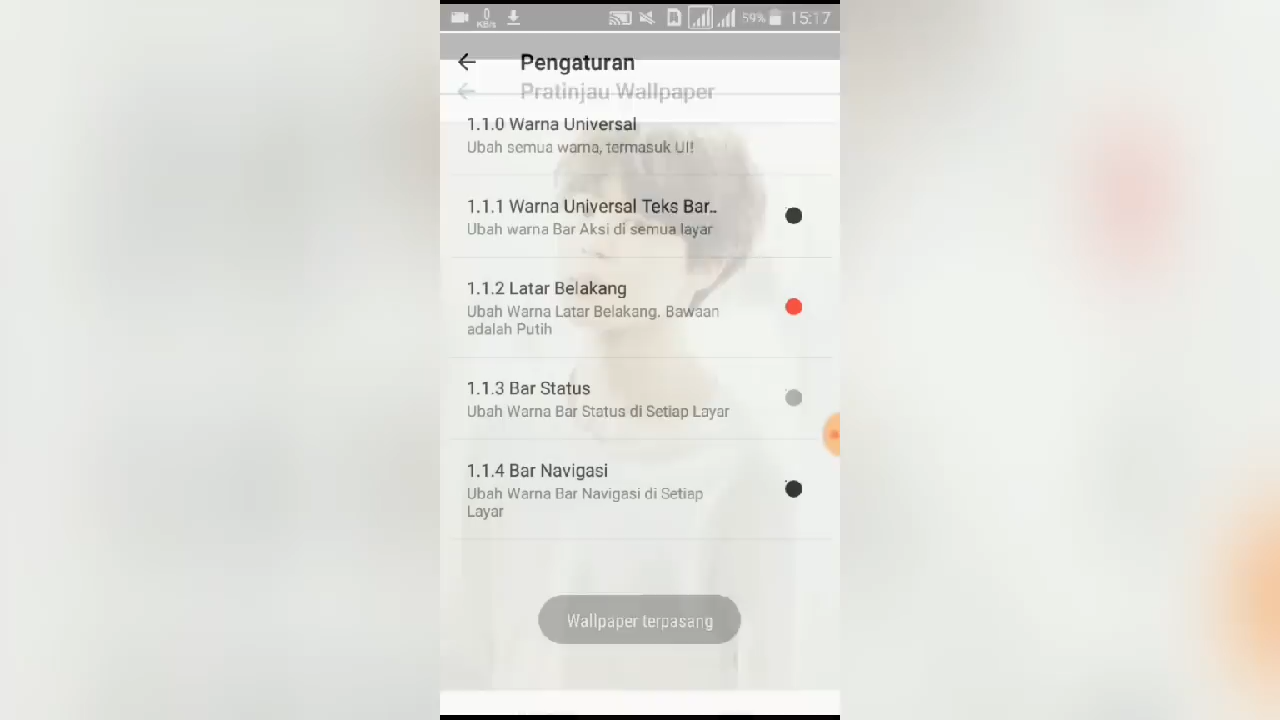 0
KB/s
59%
15:17
Pengaturan
Pratinjau Wallpaper
1.1.0 Warna Universal
Ubah semua warna, termasuk UI!
1.1.1 Warna Universal Teks Bar..
Ubah warna Bar Aksi di semua layar
1.1.2 Latar Belakang
Ubah Warna Latar Belakang. Bawaan
adalah Putih
1.1.3 Bar Status
Ubah Warna Bar Status di Setiap Layar
1.1.4 Bar Navigasi
Ubah Warna Bar Navigasi di Setiap
Layar
Wallpaper terpasang